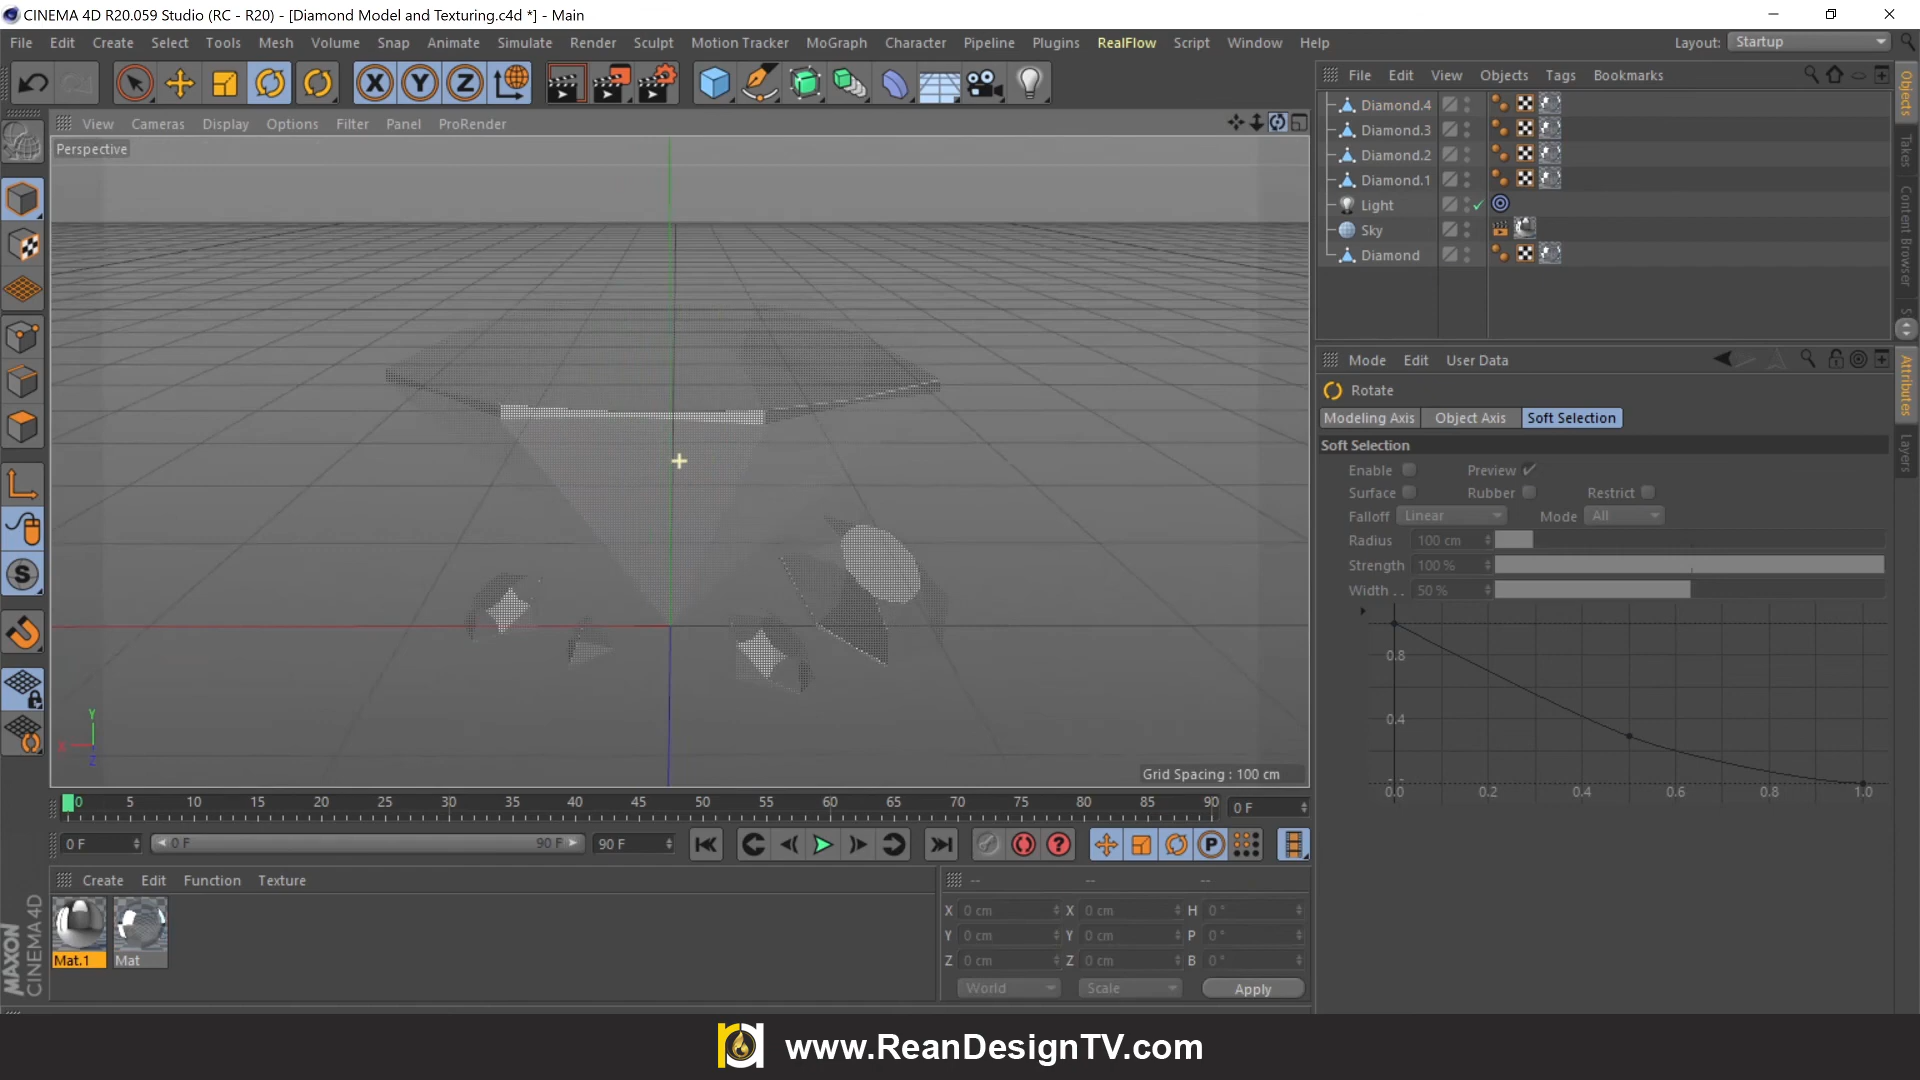 CINEMA 4D R20.059 Studio (RC - R20) - [Diamond Model and Texturing.c4d *] - Main
File Edit Create Select Tools Mesh Volume Snap Animate Simulate Render Sculpt Motion Tracker MoGraph Character Pipeline Plugins RealFlow Script Window Help Layout: Startup
X Y Z
View Cameras Display Options Filter Panel ProRender
Perspective
Grid Spacing : 100 cm
Y
X
Z
S
File Edit View Objects Tags Bookmarks
Diamond.4
Diamond.3
Diamond.2
Diamond.1
Light
Sky
Diamond
Objects
Takes
Content Browser
S
Attributes
Layers
Mode Edit User Data
Rotate
Modeling Axis Object Axis Soft Selection
Soft Selection
Enable Preview
Surface Rubber Restrict
Falloff Linear Mode All
Radius 100 cm
Strength 100 %
Width . . 50 %
0.8
0.4
0.0 0.2 0.4 0.6 0.8 1.0
0 5 10 15 20 25 30 35 40 45 50 55 60 65 70 75 80 85 90 0 F
0 F 0 F 90 F 90 F P
Create Edit Function Texture
Mat.1 Mat
-- -- --
X 0 cm X 0 cm H 0 °
Y 0 cm Y 0 cm P 0 °
Z 0 cm Z 0 cm B 0 °
World Scale Apply
MAXON
CINEMA 4D
www.ReanDesignTV.com